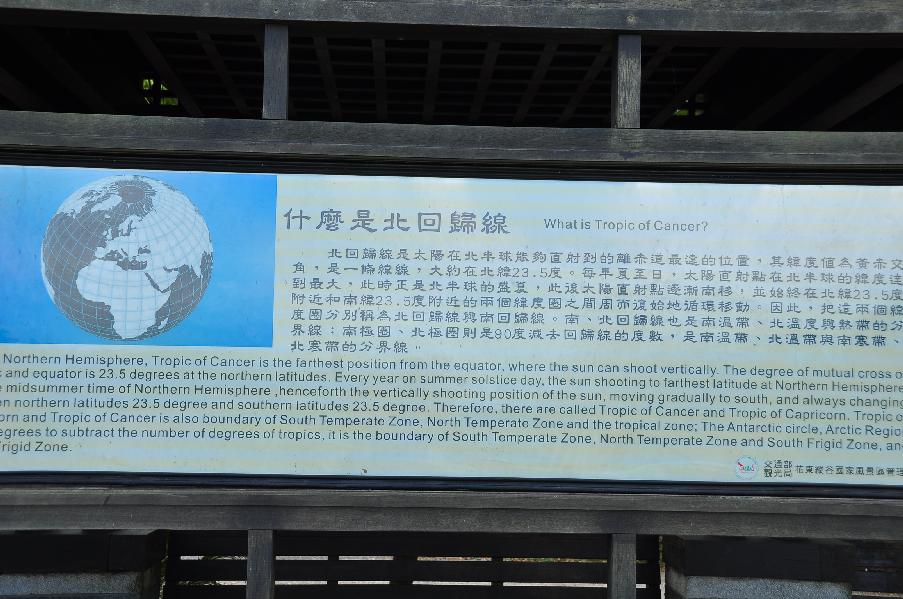 什麼是北回歸線 What is Tropic of Cancer?
北回歸線是太陽在北半球能夠直射到的離赤道最遠的位置,其緯度值為黃赤交
角,是一條緯線,大約在北緯23.5度。每年夏至日,太陽直射點在北半球的緯度達
到最大,此時正是北半球的盛夏,此後太陽直射點逐漸南移,並始終在北緯23.5度
附近和南緯23.5度附近的兩個緯度圈之間周而復始地循環移動。因此,把這兩個緯
度圈分別稱為北回歸線與南回歸線。南、北回歸線也是南溫帶、北溫度與熱帶的分
界線;南極圈、北極圈則是90度減去回歸線的度數,是南溫帶、北溫帶與南寒帶、
北寒帶的分界線。
Northern Hemisphere, Tropic of Cancer is the farthest position from the equator, where the sun can shoot vertically. The degree of mutual cross o
and equator is 23.5 degrees at the northern latitudes. Every year on summer solstice day, the sun shooting to farthest latitude at Northern Hemisphere
midsummer time of Northern Hemisphere ,henceforth the vertically shooting position of the sun, moving gradually to south, and always changing
n northern latitudes 23.5 degree and southern latitudes 23.5 degree. Therefore, there are called Tropic of Cancer and Tropic of Capricorn. Tropic o
orn and Tropic of Cancer is also boundary of South Temperate Zone, North Temperate Zone and the tropical zone; The Antarctic circle, Arctic Regio
egrees to subtract the number of degrees of tropics, it is the boundary of South Temperate Zone, North Temperate Zone and South Frigid Zone, an
rigid Zone.
交通部
觀光局 花東縱谷國家風景區管理